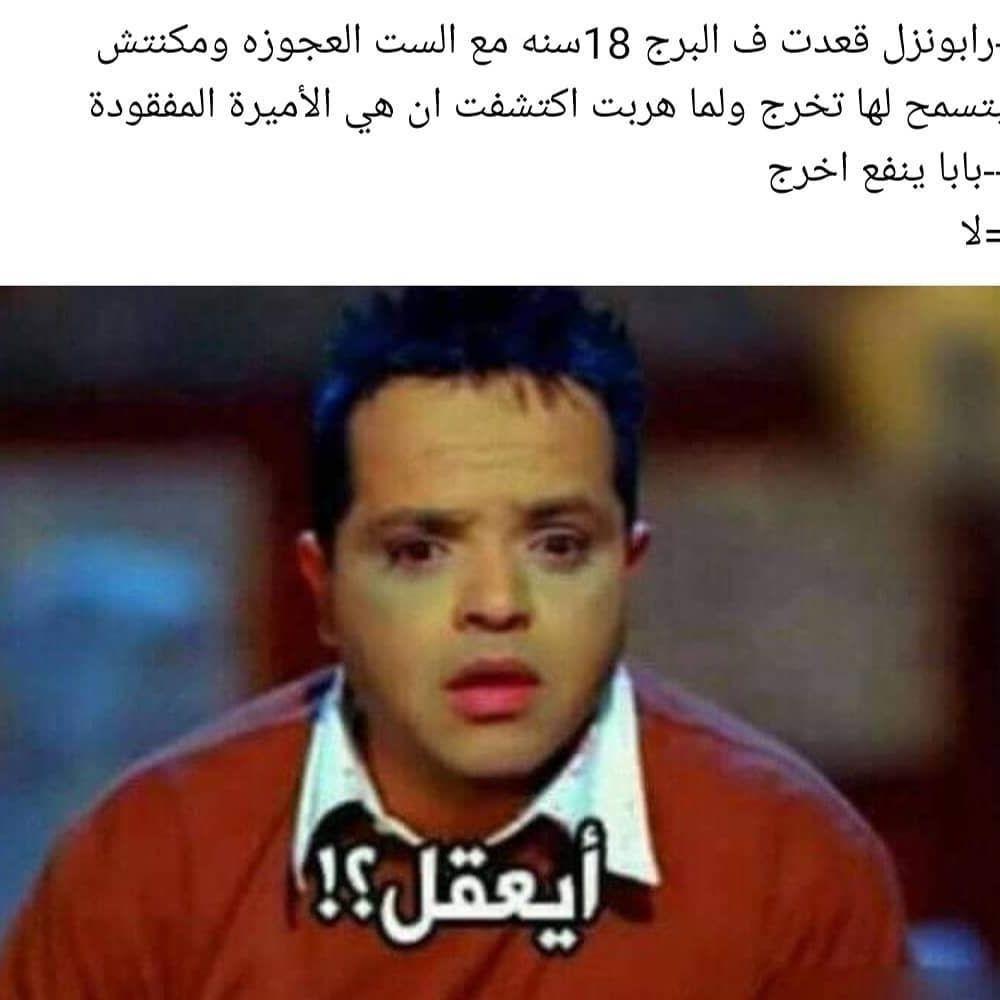 -رابونزل قعدت ف البرج 18سنه مع الست العجوزه ومكنتش
بتسمح لها تخرج ولما هربت اكتشفت ان هي الأميرة المفقودة
--بابا ينفع اخرج
=لا
أيعقل؟!